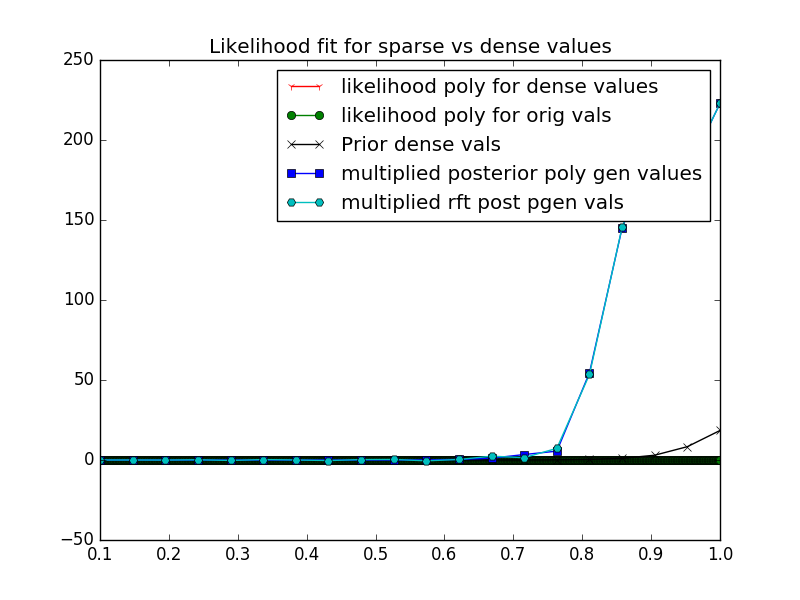 Likelihood fit for sparse vs dense values
250
200
150
100
50
0
−50
likelihood poly for dense values
likelihood poly for orig vals
Prior dense vals
multiplied posterior poly gen values
multiplied rft post pgen vals
0.1 0.2 0.3 0.4 0.5 0.6 0.7 0.8 0.9 1.0